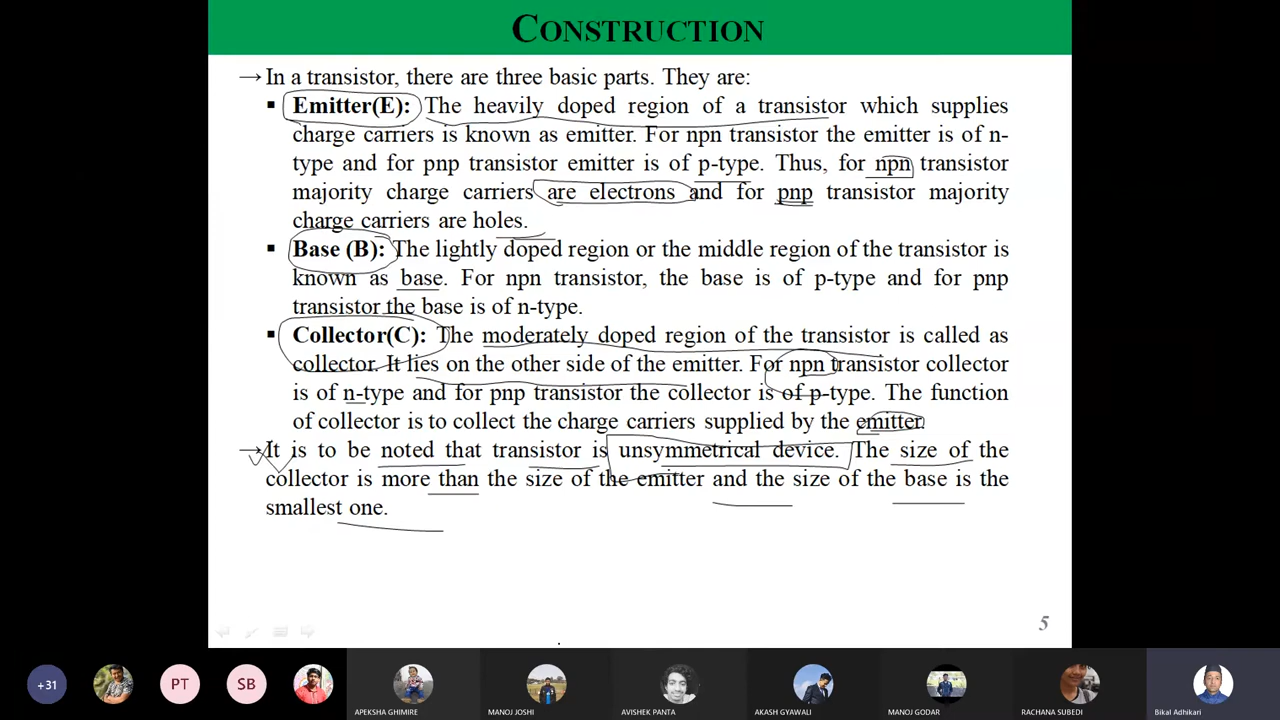 CONSTRUCTION
→In a transistor, there are three basic parts. They are:
▪ Emitter(E): The heavily doped region of a transistor which supplies
charge carriers is known as emitter. For npn transistor the emitter is of n-
type and for pnp transistor emitter is of p-type. Thus, for npn transistor
majority charge carriers are electrons and for pnp transistor majority
charge carriers are holes.
▪ Base (B): The lightly doped region or the middle region of the transistor is
known as base. For npn transistor, the base is of p-type and for pnp
transistor the base is of n-type.
▪ Collector(C): The moderately doped region of the transistor is called as
collector. It lies on the other side of the emitter. For npn transistor collector
is of n-type and for pnp transistor the collector is of p-type. The function
of collector is to collect the charge carriers supplied by the emitter.
→It is to be noted that transistor is unsymmetrical device. The size of the
collector is more than the size of the emitter and the size of the base is the
smallest one.
5
+31
PT
SB
APEKSHA GHIMIRE
MANOJ JOSHI
AVISHEK PANTA
AKASH GYAWALI
MANOJ GODAR
RACHANA SUBEDI
Bikal Adhikari